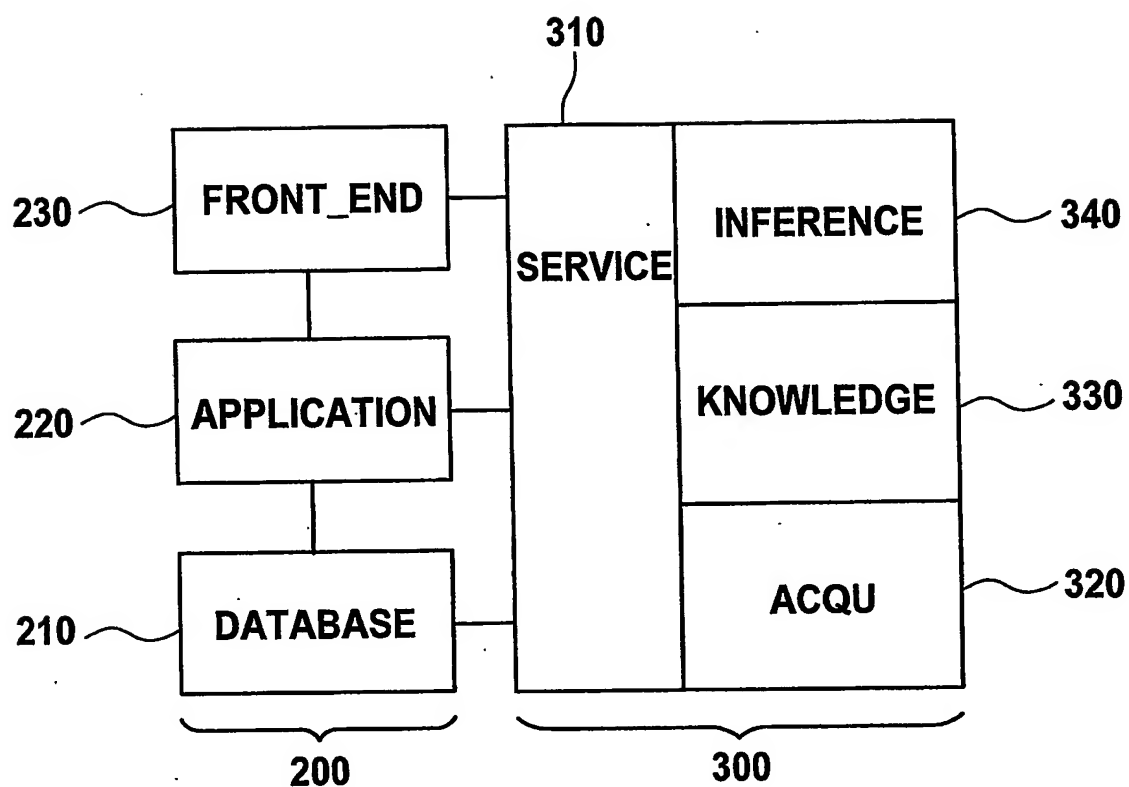 310
230
FRONT_END
SERVICE
INFERENCE
340
220
APPLICATION
KNOWLEDGE
330
210
DATABASE
ACQU
320
200
300